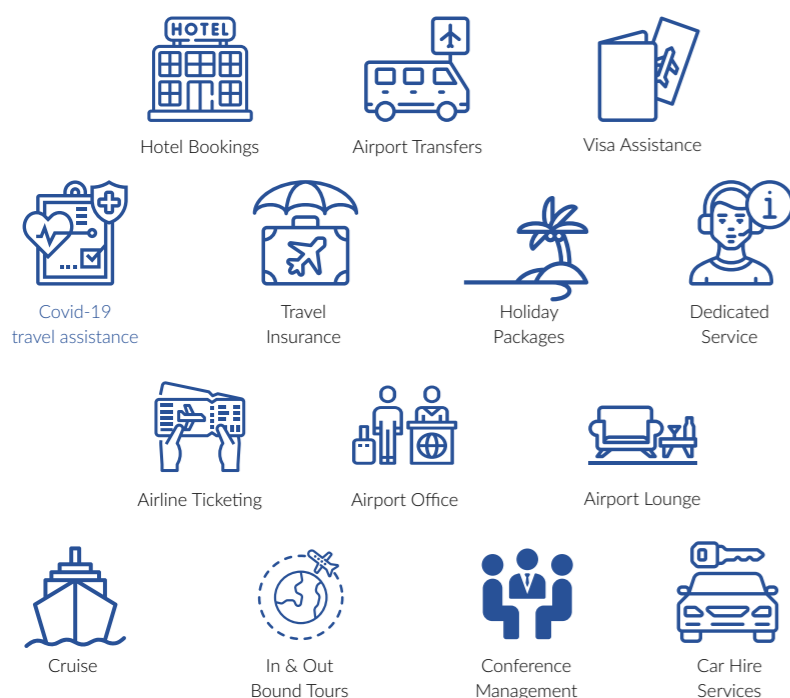 HOTEL
Hotel Bookings
Airport Transfers
Visa Assistance
i
Covid-19
travel assistance
Travel
Insurance
Holiday
Packages
Dedicated
Service
Airline Ticketing
Airport Office
Airport Lounge
Cruise
In & Out
Bound Tours
Conference
Management
Car Hire
Services